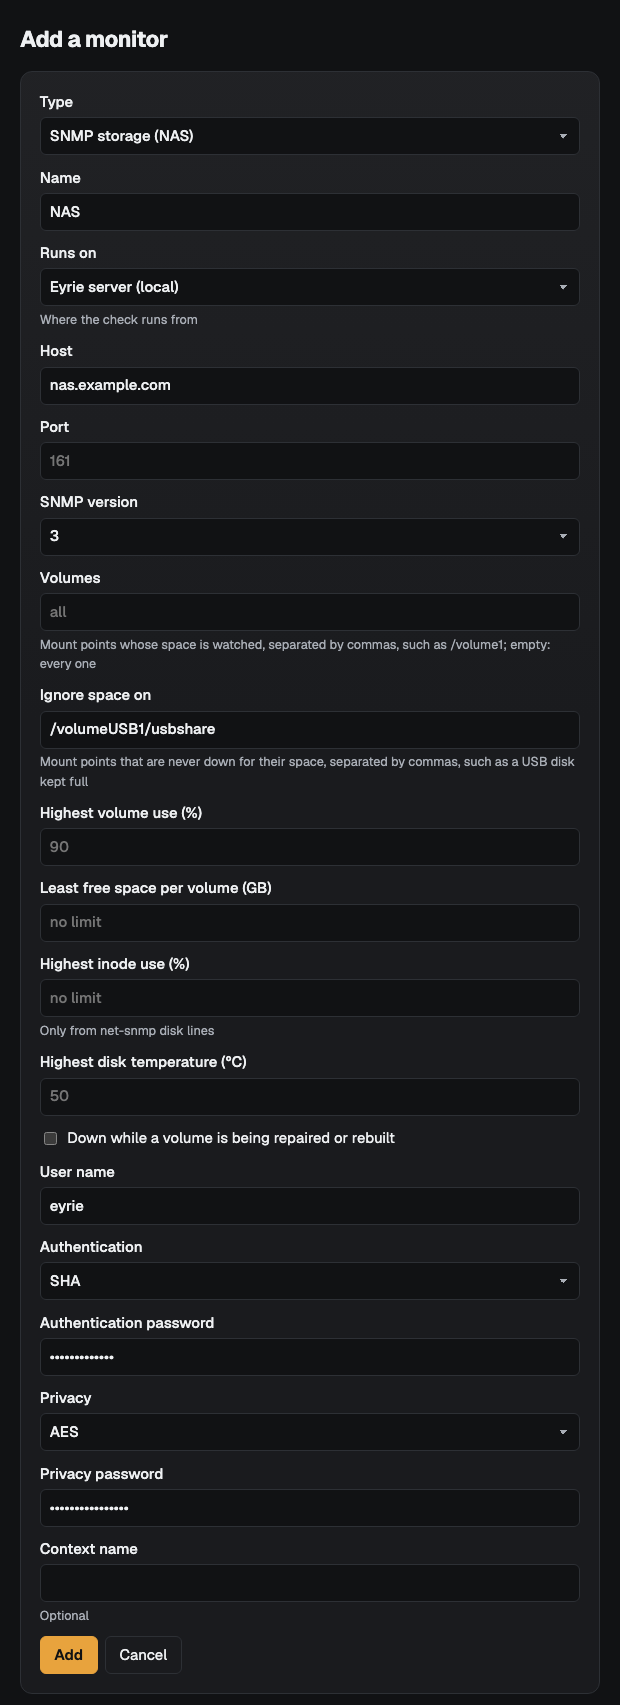 Add a monitor
Type
SNMP storage (NAS)
Name
NAS
Runs on
Eyrie server (local)
Where the check runs from
Host
nas.example.com
Port
161
SNMP version
3
Volumes
all
Mount points whose space is watched, separated by commas, such as /volume1; empty:
every one
Ignore space on
/volumeUSB1/usbshare
Mount points that are never down for their space, separated by commas, such as a USB disk
kept full
Highest volume use (%)
90
Least free space per volume (GB)
no limit
Highest inode use (%)
no limit
Only from net-snmp disk lines
Highest disk temperature (°C)
50
Down while a volume is being repaired or rebuilt
User name
eyrie
Authentication
SHA
Authentication password
•••••••••••••
Privacy
AES
Privacy password
••••••••••••••••
Context name
Optional
Add
Cancel